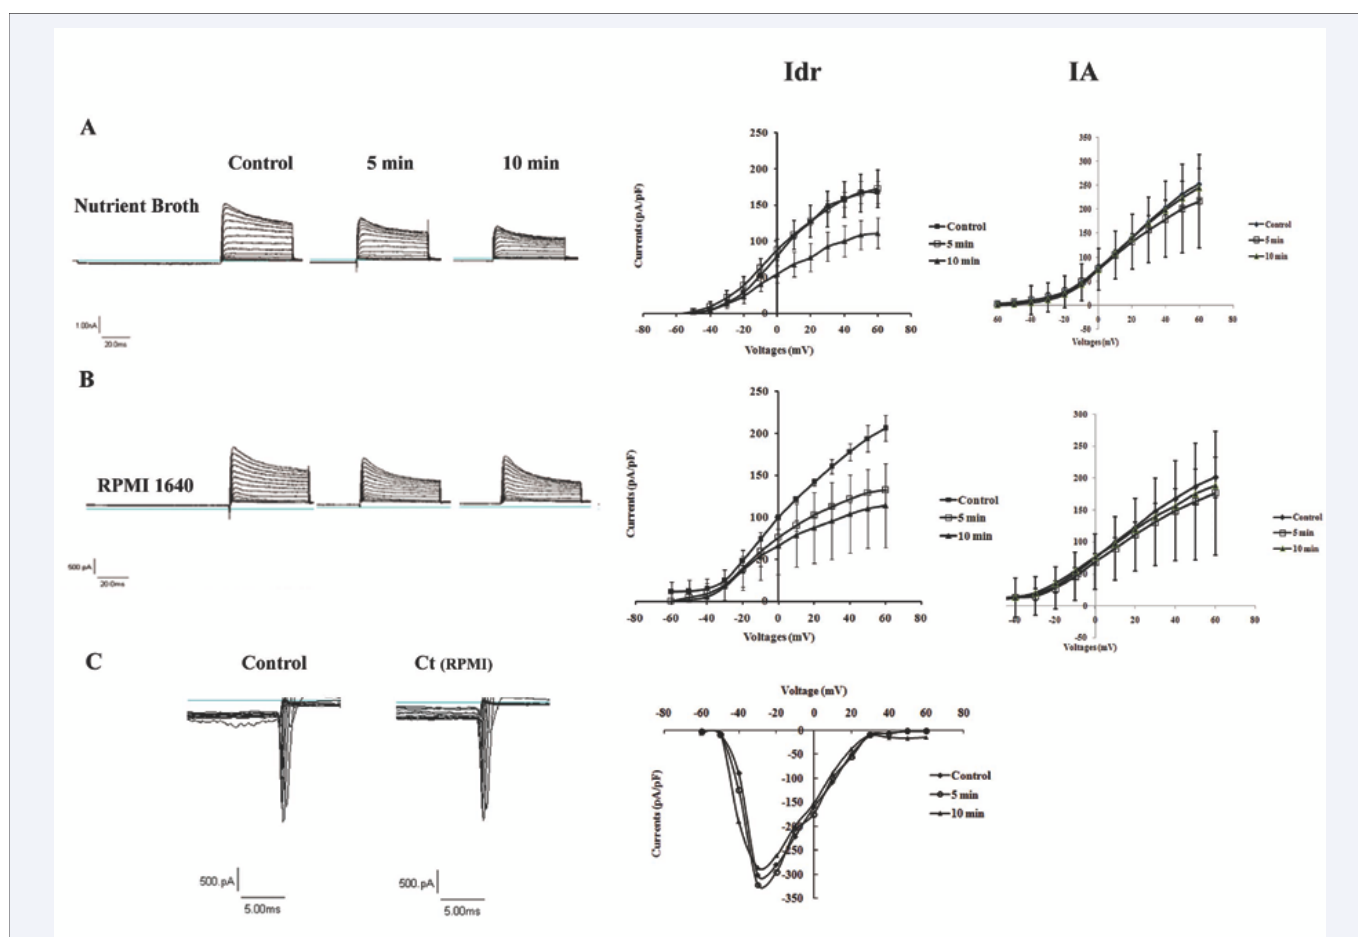 Idr
IA
A
Control
5 min
10 min
Nutrient Broth
1.00nA
20.0ms
Currents (pA/pF)
250
200
150
100
50
0
-80
-60
-40
-20
0
20
40
60
80
Voltages (mV)
Control
5 min
10 min
350
300
250
200
150
100
50
0
-50
-100
60
-40
-20
0
20
40
60
80
Voltages (mV)
Control
5 min
10 min
B
RPMI 1640
500.pA
20.0ms
Currents (pA/pF)
250
200
150
100
50
0
-80
-60
-40
-20
0
20
40
60
80
Voltages (mV)
Control
5 min
10 min
300
250
200
150
100
50
0
-50
-40
-20
0
20
40
60
80
Voltages (mV)
Control
5 min
10 min
C
Control
Ct (RPMI)
500.pA
5.00ms
500.pA
5.00ms
Voltage (mV)
-80
-60
-40
-20
0
20
40
60
80
0
-50
-100
-150
-200
-250
-300
-350
Currents (pA/pF)
Control
5 min
10 min